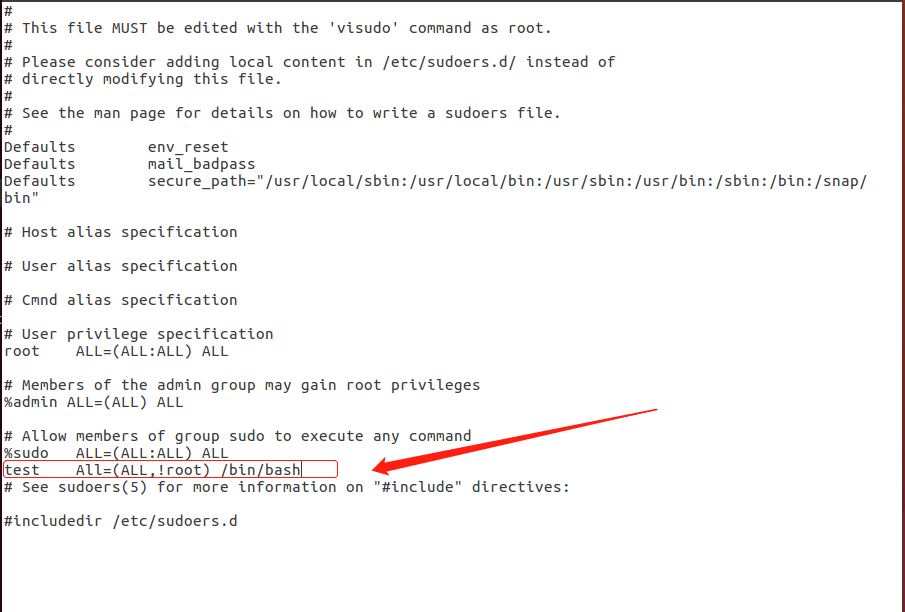 #
# This file MUST be edited with the 'visudo' command as root.
#
# Please consider adding local content in /etc/sudoers.d/ instead of
# directly modifying this file.
#
# See the man page for details on how to write a sudoers file.
#
Defaults        env_reset
Defaults        mail_badpass
Defaults        secure_path="/usr/local/sbin:/usr/local/bin:/usr/sbin:/usr/bin:/sbin:/bin:/snap/
bin"
# Host alias specification
# User alias specification
# Cmnd alias specification
# User privilege specification
root    ALL=(ALL:ALL) ALL
# Members of the admin group may gain root privileges
%admin ALL=(ALL) ALL
# Allow members of group sudo to execute any command
%sudo   ALL=(ALL:ALL) ALL
test    All=(ALL,!root) /bin/bash
# See sudoers(5) for more information on "#include" directives:
#includedir /etc/sudoers.d